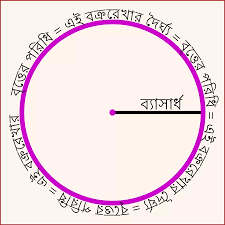 বৃত্তের পরিধি = এই বক্ররেখার দৈর্ঘ্য = বৃত্তের পরিধি = এই বক্ররেখার দৈর্ঘ্য = বৃত্তের পরিধি = এই বক্ররেখার
ব্যাসার্ধ